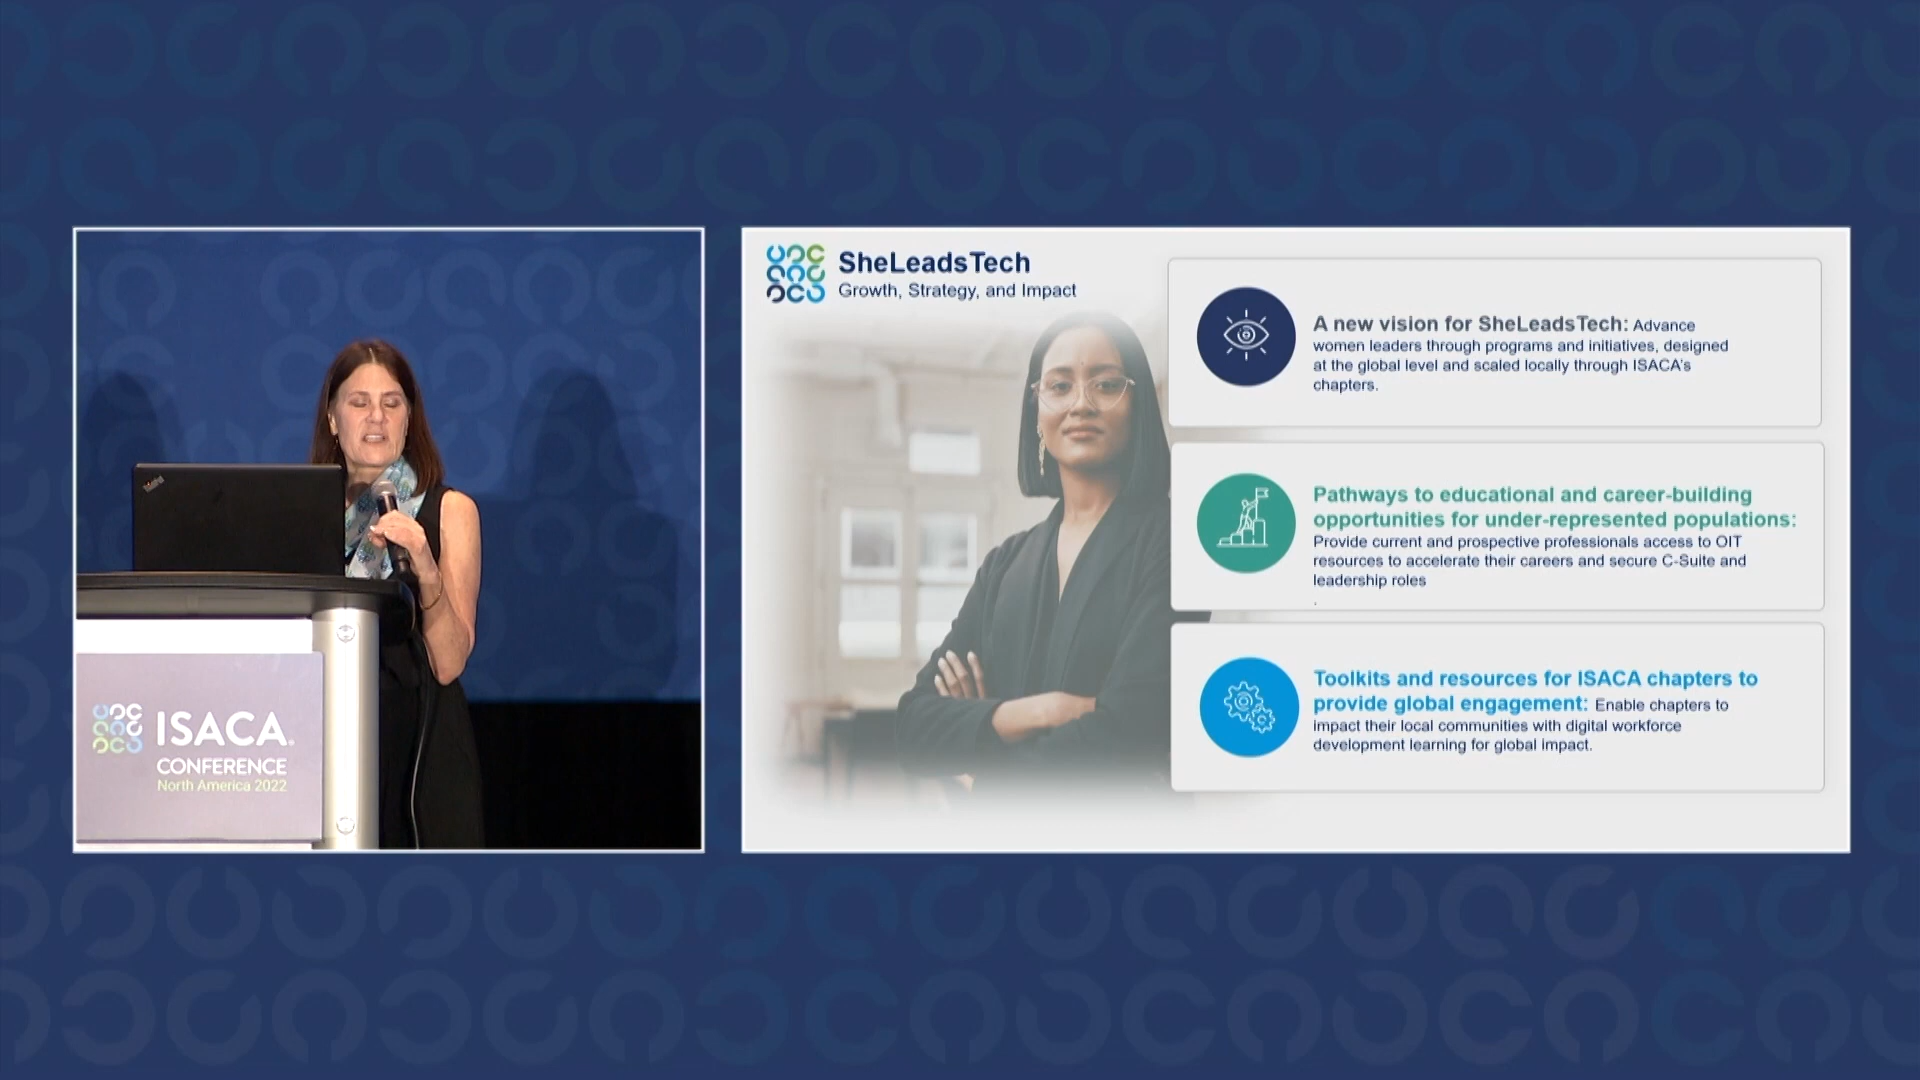 ThinkPad
ISACA.
CONFERENCE
North America 2022
SheLeadsTech
Growth, Strategy, and Impact
A new vision for SheLeadsTech: Advance
women leaders through programs and initiatives, designed
at the global level and scaled locally through ISACA's
chapters.
Pathways to educational and career-building
opportunities for under-represented populations:
Provide current and prospective professionals access to OIT
resources to accelerate their careers and secure C-Suite and
leadership roles
.
Toolkits and resources for ISACA chapters to
provide global engagement: Enable chapters to
impact their local communities with digital workforce
development learning for global impact.